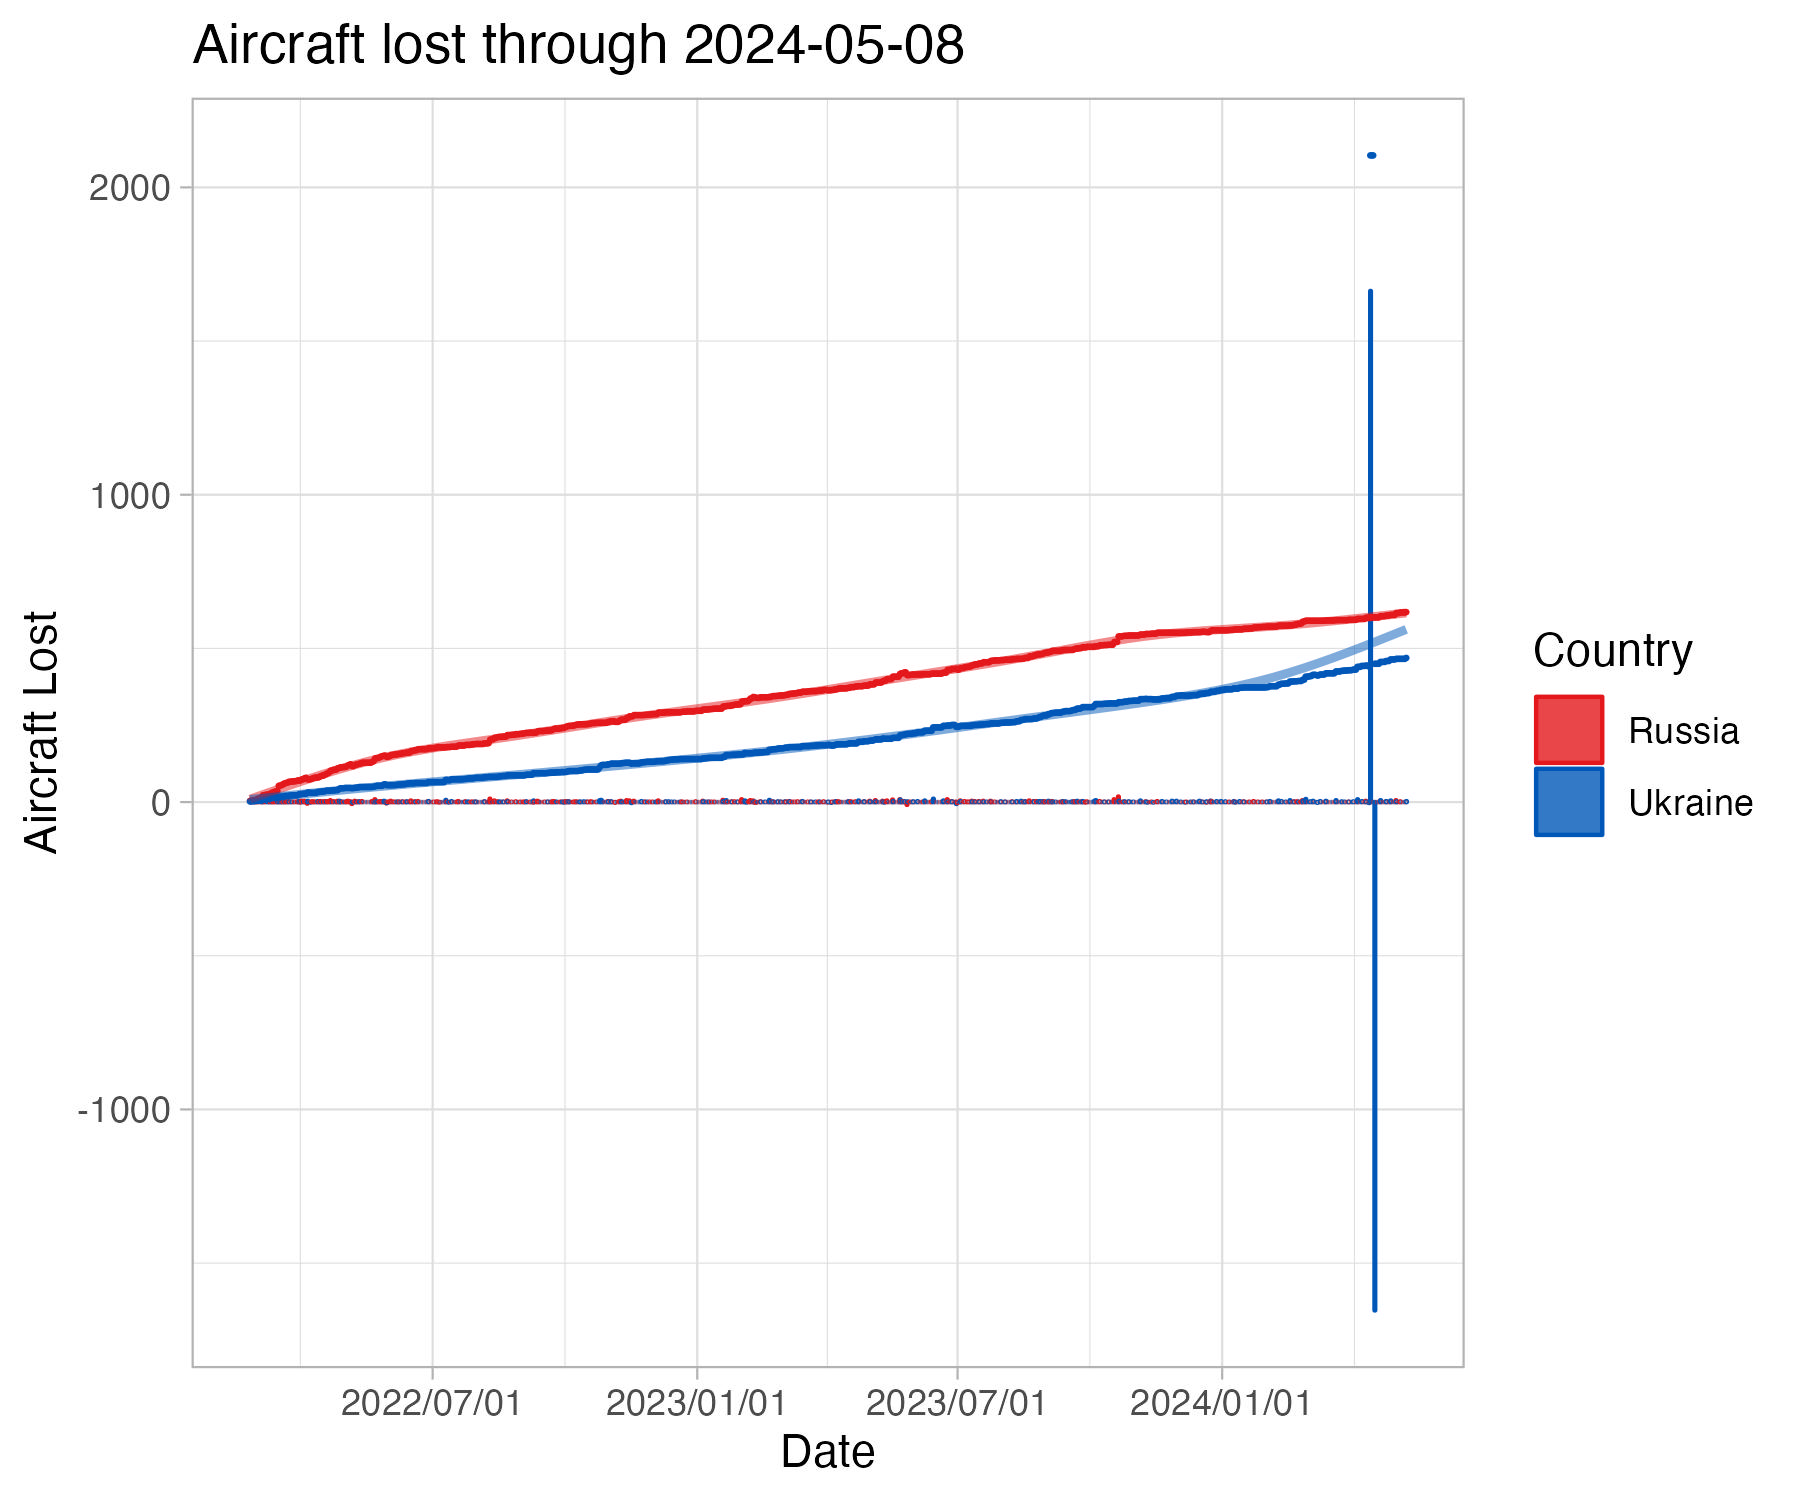 Aircraft lost through 2024-05-08
Aircraft Lost
2000
1000
0
-1000
2022/07/01
2023/01/01
2023/07/01
2024/01/01
Date
Country
Russia
Ukraine